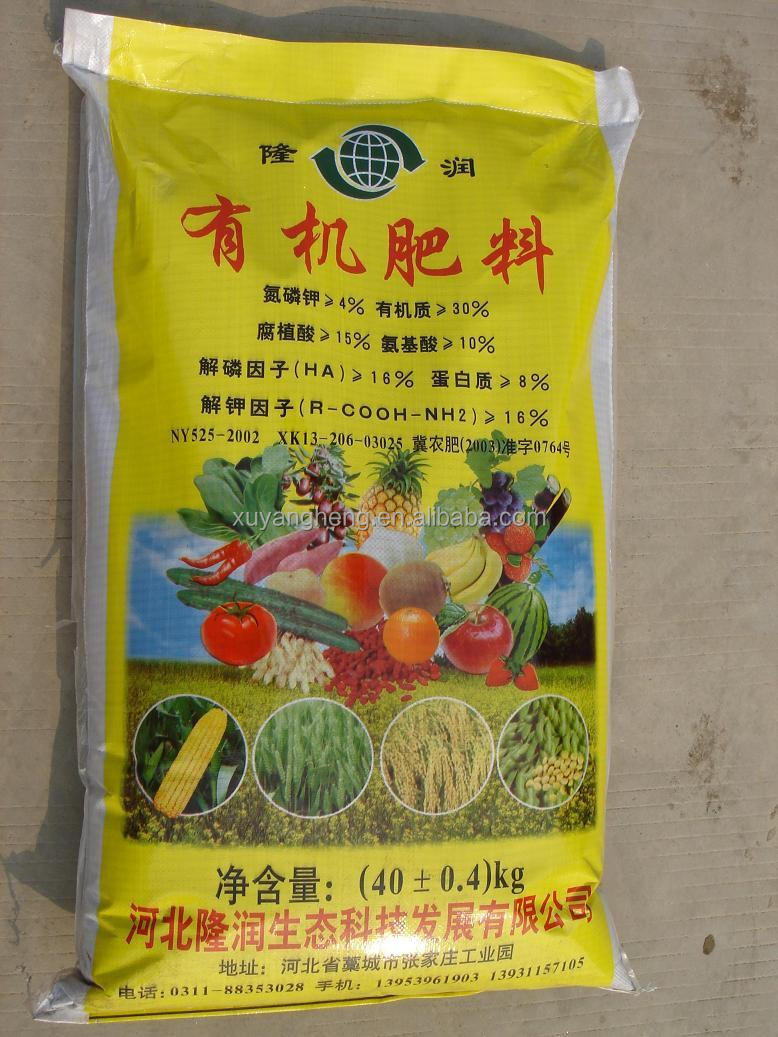 隆 润
有机肥料
氮磷钾≥4% 有机质≥30%
腐植酸≥15% 氨基酸≥10%
解磷因子(HA)≥16% 蛋白质≥8%
解钾因子(R-COOH-NH2)≥16%
NY525-2002 XK13-206-03025 冀农肥(2003)准字0764号
xuyangheng.en.alibaba.com
净含量:(40±0.4)kg
河北隆润生态科技发展有限公司
地址:河北省藁城市张家庄工业园
电话:0311-88353028 手机:13953961903 13931157105